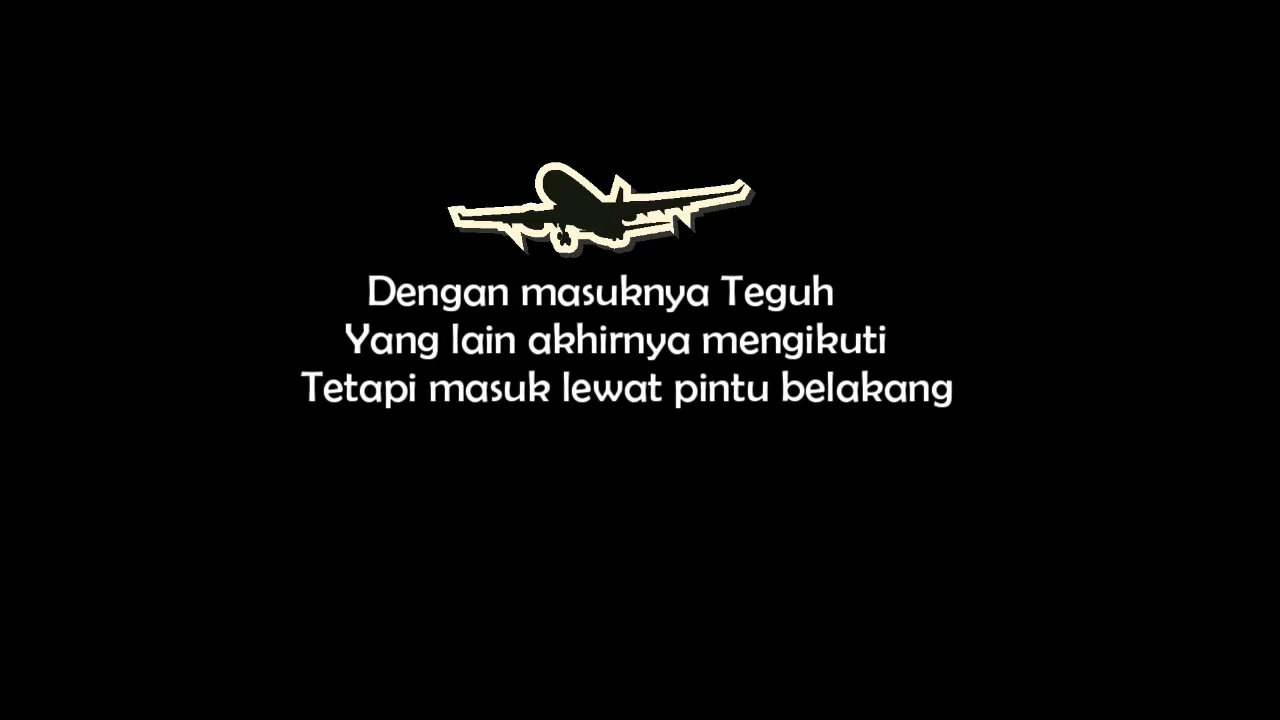 Dengan masuknya Teguh
Yang lain akhirnya mengikuti
Tetapi masuk lewat pintu belakang